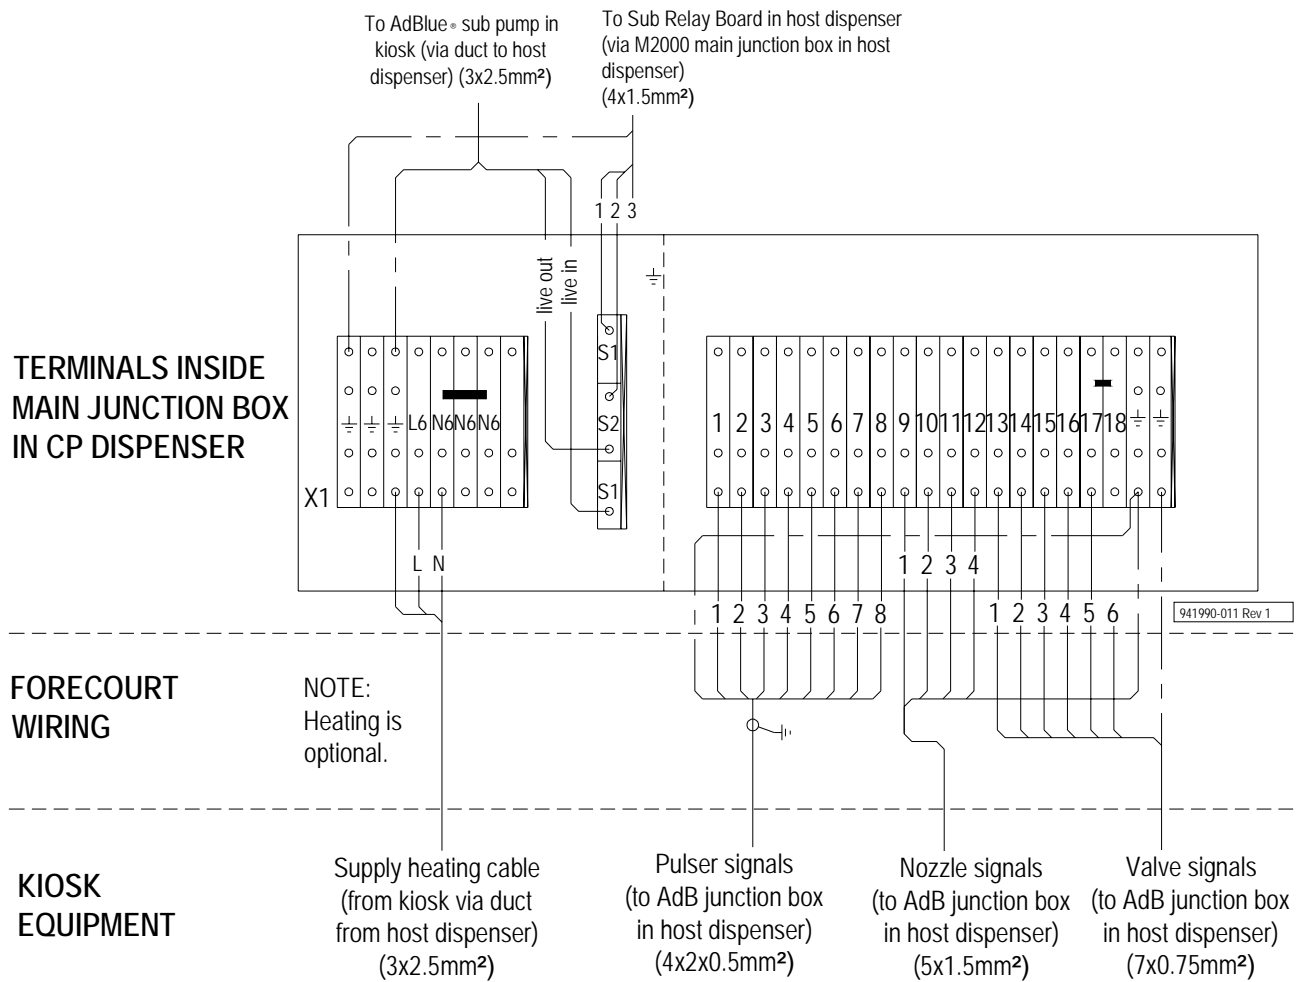 To AdBlue® sub pump in
kiosk (via duct to host
dispenser) (3x2.5mm²)
To Sub Relay Board in host dispenser
(via M2000 main junction box in host
dispenser)
(4x1.5mm²)
1 2 3
live out
live in
TERMINALS INSIDE
MAIN JUNCTION BOX
IN CP DISPENSER
L6 N6 N6 N6
X1
S1
S2
S1
1 2 3 4 5 6 7 8 9 10 11 12 13 14 15 16 17 18
L N
1 2 3 4
1 2 3 4 5 6 7 8
1 2 3 4 5 6
941990-011 Rev 1
FORECOURT
WIRING
NOTE:
Heating is
optional.
KIOSK
EQUIPMENT
Supply heating cable
(from kiosk via duct
from host dispenser)
(3x2.5mm²)
Pulser signals
(to AdB junction box
in host dispenser)
(4x2x0.5mm²)
Nozzle signals
(to AdB junction box
in host dispenser)
(5x1.5mm²)
Valve signals
(to AdB junction box
in host dispenser)
(7x0.75mm²)